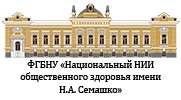 ФГБНУ «Национальный НИИ
общественного здоровья имени
Н.А. Семашко»